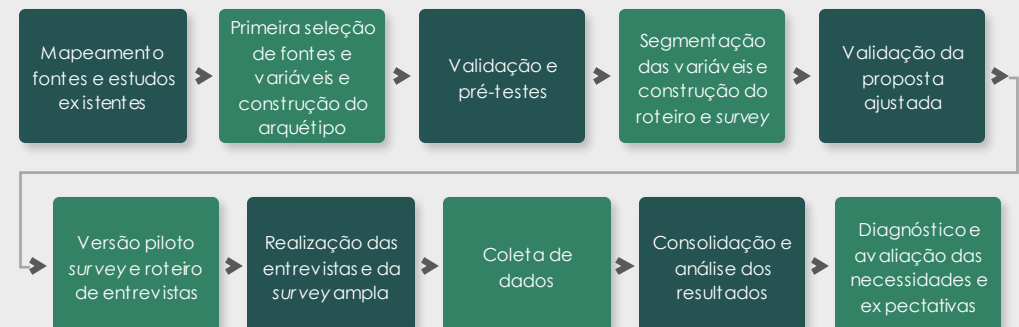 Mapeamento
fontes e estudos
existentes
Primeira seleção
de fontes e
variáveis e
construção do
arquétipo
Validação e
pré-testes
Segmentação
das variáveis e
construção do
roteiro e survey
Validação da
proposta
ajustada
Versão piloto
survey e roteiro
de entrevistas
Realização das
entrevistas e da
survey ampla
Coleta de
dados
Consolidação e
análise dos
resultados
Diagnóstico e
avaliação das
necessidades e
expectativas